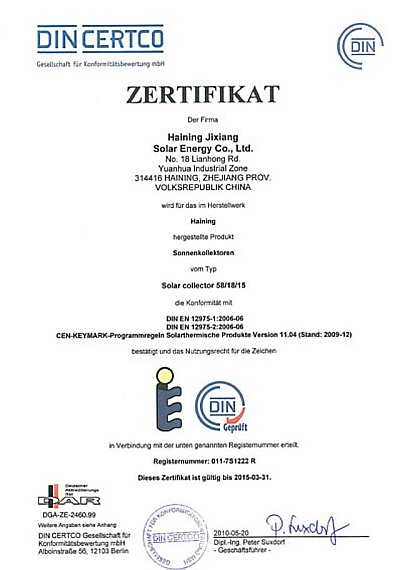 DIN CERTCO
Gesellschaft für Konformitätsbewertung mbH
DIN
ZERTIFIKAT
Der Firma
Haining Jixiang
Solar Energy Co., Ltd.
No. 18 Lianhong Rd.
Yuanhua Industrial Zone
314416 HAINING, ZHEJIANG PROV.
VOLKSREPUBLIK CHINA
wird für das im Herstellwerk
Haining
hergestellte Produkt
Sonnenkollektoren
vom Typ
Solar collector 58/18/15
die Konformität mit
DIN EN 12975-1:2006-06
DIN EN 12975-2:2006-06
CEN-KEYMARK-Programmregeln Solarthermische Produkte Version 11.04 (Stand: 2009-12)
bestätigt und das Nutzungsrecht für die Zeichen
DIN
Geprüft
in Verbindung mit der unten genannten Registernummer erteilt.
Registernummer: 011-7S1222 R
Dieses Zertifikat ist gültig bis 2015-03-31.
Deutscher
Akkreditierungs
Rat
DAR
DGA-ZE-2460.99
Weitere Angaben siehe Anhang
DIN CERTCO Gesellschaft für
Konformitätsbewertung mbH
Alboinstraße 56, 12103 Berlin
DIN CERTCO
GESELLSCHAFT FÜR KONFORMITÄTSBEWERTUNG MBH
2010-05-20
P. Suxdorf
Dipl.-Ing. Peter Suxdorf
- Geschäftsführer -